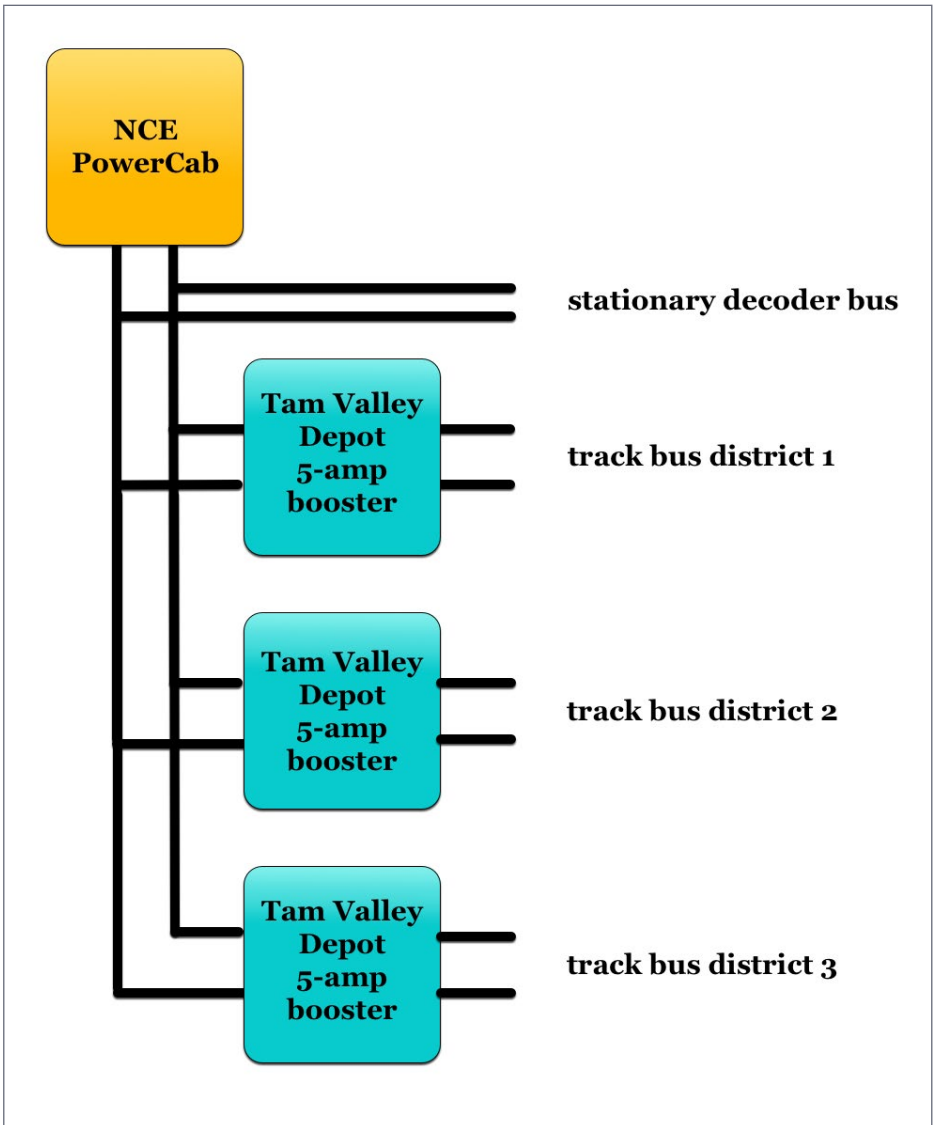 NCE
PowerCab
stationary decoder bus
Tam Valley
Depot
5-amp
booster
track bus district 1
Tam Valley
Depot
5-amp
booster
track bus district 2
Tam Valley
Depot
5-amp
booster
track bus district 3